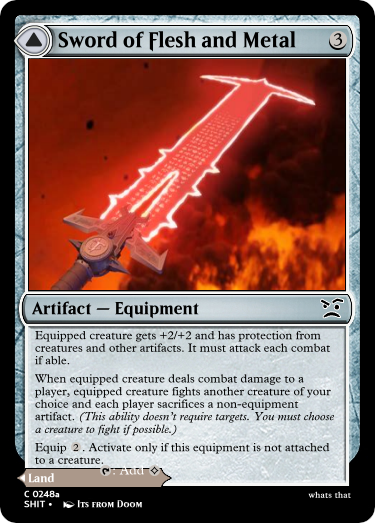 Sword of Flesh and Metal 3
Artifact — Equipment
Equipped creature gets +2/+2 and has protection from
creatures and other artifacts. It must attack each combat
if able.
When equipped creature deals combat damage to a
player, equipped creature fights another creature of
your choice and each player sacrifices a non-equipment
artifact. (This ability doesn't require targets. You must choose
a creature to fight if possible.)
Equip 2. Activate only if this equipment is not attached
to a creature.
: Add
Land
C 0248a
SHIT • Its from Doom
whats that